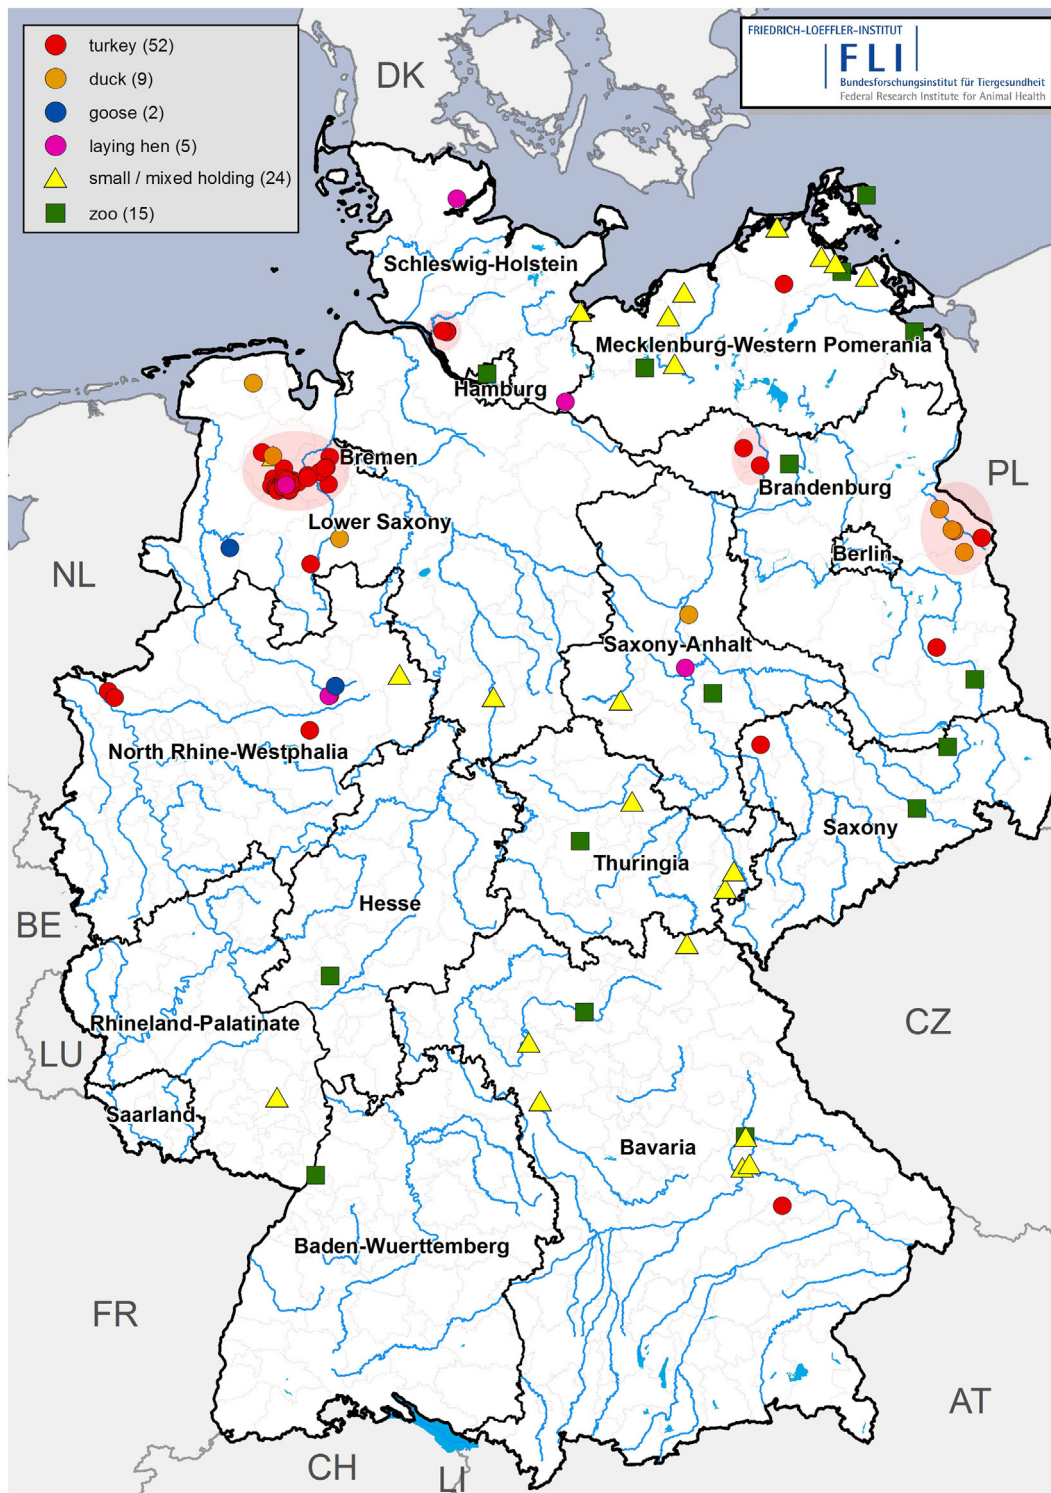 turkey (52)
duck (9)
goose (2)
laying hen (5)
small / mixed holding (24)
zoo (15)
FRIEDRICH-LOEFFLER-INSTITUT
FLI
Bundesforschungsinstitut für Tiergesundheit
Federal Research Institute for Animal Health
DK
Schleswig-Holstein
Mecklenburg-Western Pomerania
Hamburg
Bremen
PL
Brandenburg
Lower Saxony
Berlin
NL
Saxony-Anhalt
North Rhine-Westphalia
Saxony
Thuringia
Hesse
BE
Rhineland-Palatinate
CZ
LU
Saarland
Bavaria
Baden-Wuerttemberg
FR
AT
CH
LI